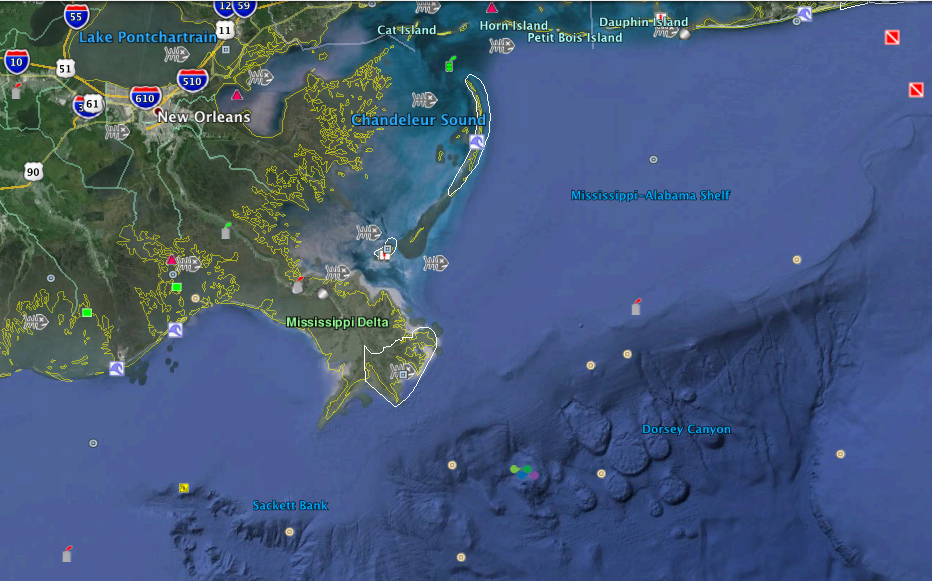 55
12
59
Lake Pontchartrain
11
Cat Island
Horn Island
Petit Bois Island
Dauphin Island
10
51
510
610
61
New Orleans
Chandeleur Sound
90
Mississippi-Alabama Shelf
Mississippi Delta
Dorsey Canyon
Sackett Bank